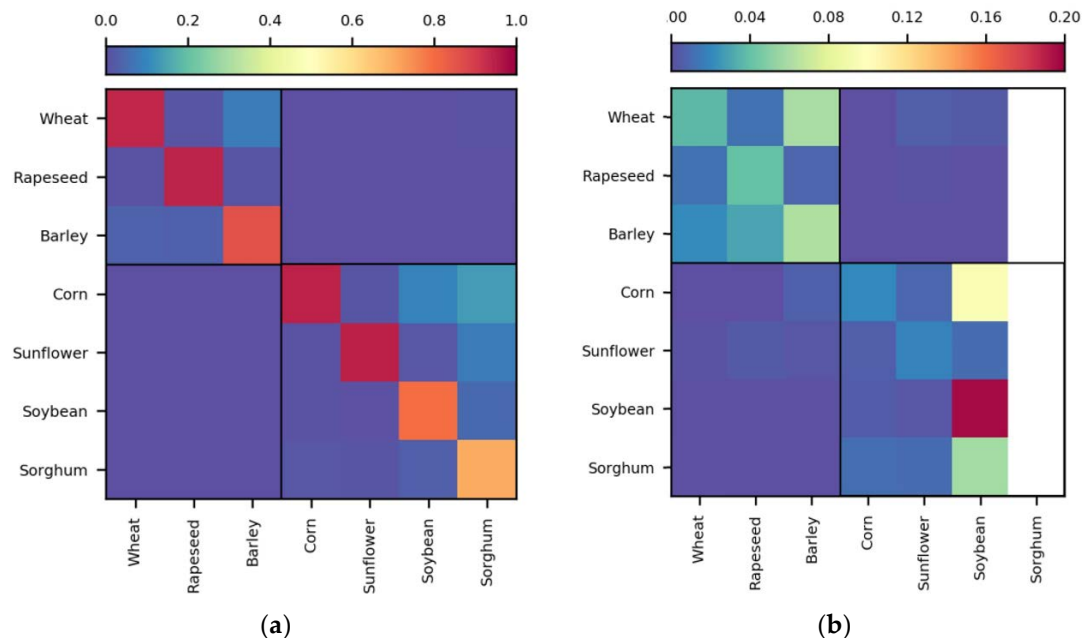 0.0 0.2 0.4 0.6 0.8 1.0
.00 0.04 0.08 0.12 0.16 0.20
Wheat
Rapeseed
Barley
Corn
Sunflower
Soybean
Sorghum
Wheat
Rapeseed
Barley
Corn
Sunflower
Soybean
Sorghum
Wheat Rapeseed Barley Corn Sunflower Soybean Sorghum
Wheat Rapeseed Barley Corn Sunflower Soybean Sorghum
(a)
(b)